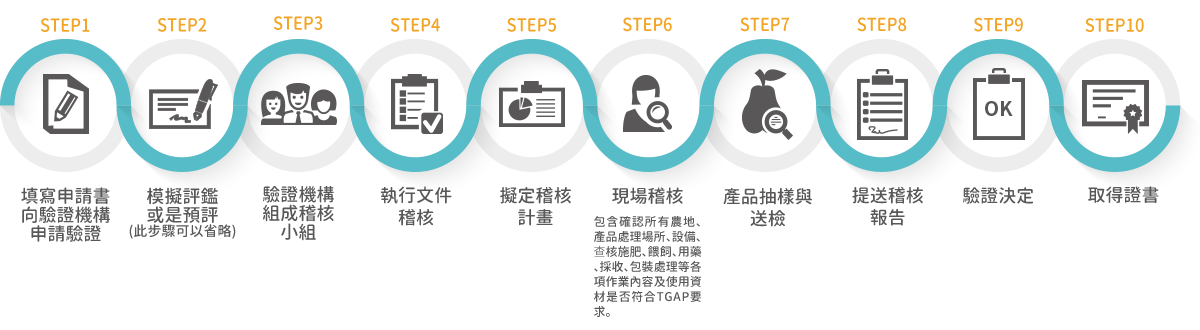 STEP1
填寫申請書
向驗證機構
申請驗證
STEP2
模擬評鑑
或是預評
(此步驟可以省略)
STEP3
驗證機構
組成稽核
小組
STEP4
執行文件
稽核
STEP5
擬定稽核
計畫
STEP6
現場稽核
包含確認所有農地、
產品處理場所、設備、
查核施肥、餵飼、用藥
、採收、包裝處理等各
項作業內容及使用資
材是否符合TGAP要
求。
STEP7
產品抽樣與
送檢
STEP8
提送稽核
報告
STEP9
OK
驗證決定
STEP10
取得證書